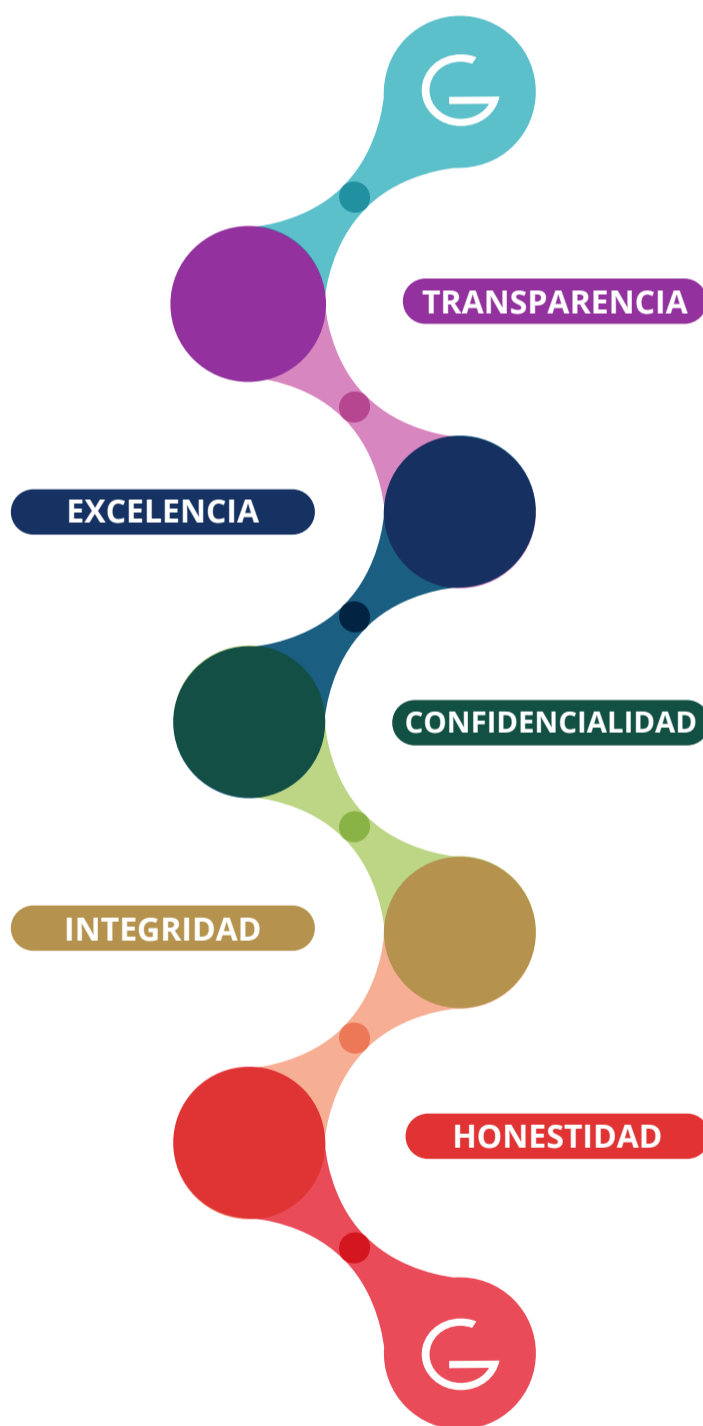 G
TRANSPARENCIA
EXCELENCIA
CONFIDENCIALIDAD
INTEGRIDAD
HONESTIDAD
G